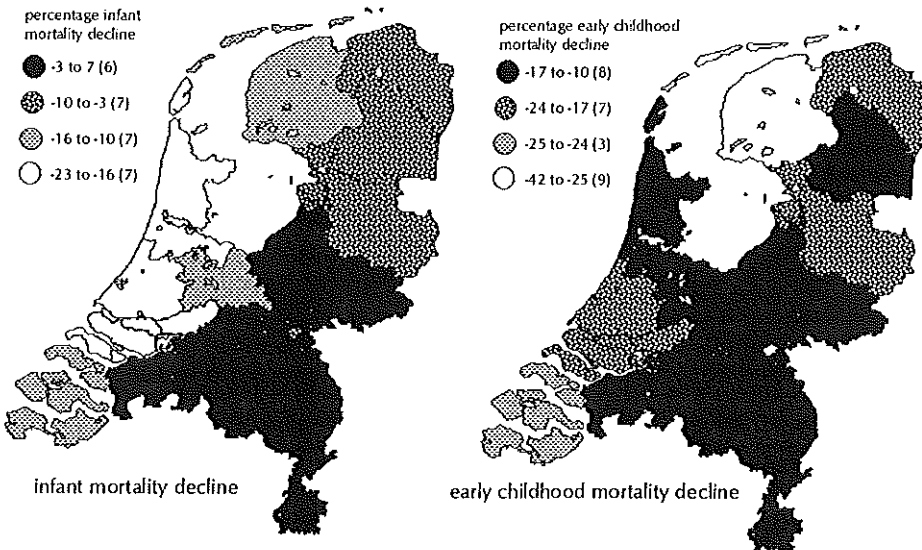 percentage infant
mortality decline
-3 to 7 (6)
-10 to -3 (7)
-16 to -10 (7)
-23 to -16 (7)
infant mortality decline
percentage early childhood
mortality decline
-17 to -10 (8)
-24 to -17 (7)
-25 to -24 (3)
-42 to -25 (9)
early childhood mortality decline